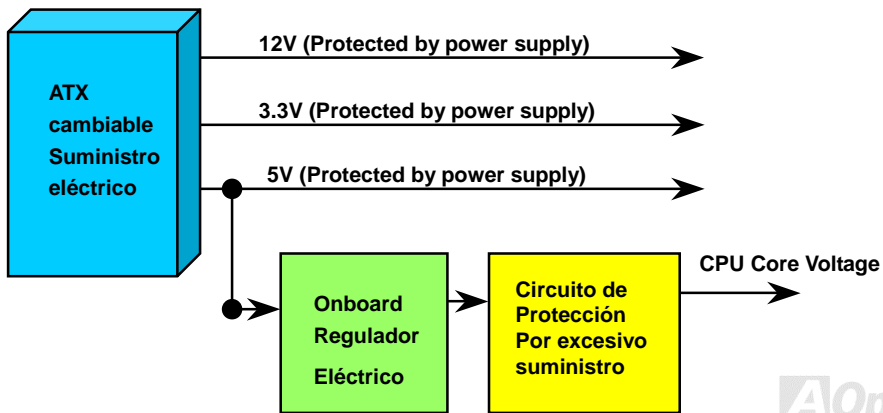 12V (Protected by power supply)
ATX
cambiable
Suministro
eléctrico
3.3V (Protected by power supply)
5V (Protected by power supply)
CPU Core Voltage
Onboard
Regulador
Eléctrico
Circuito de
Protección
Por excesivo
suministro